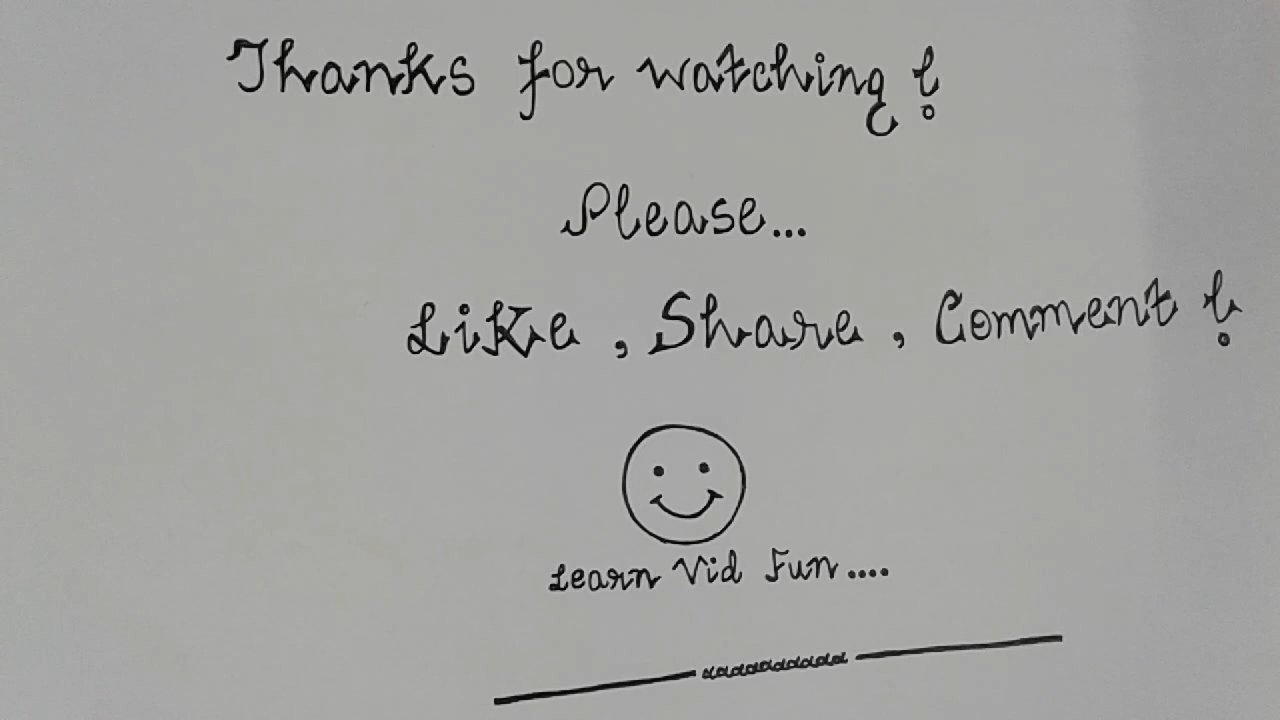 Thanks for watching !
Please...
Like , Share , Comment !
Learn Vid Fun....